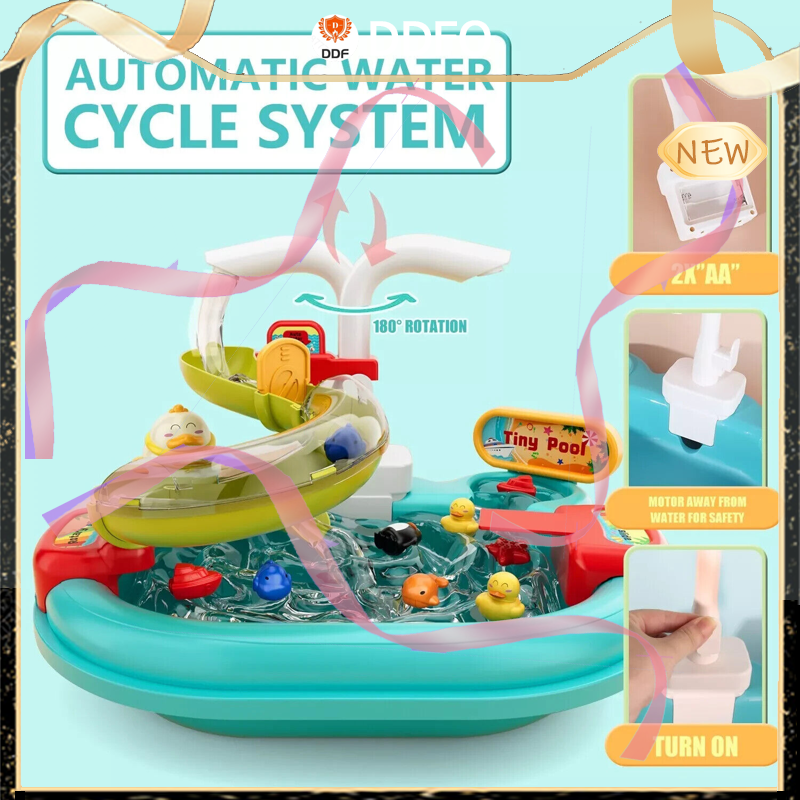 DDF
AUTOMATIC WATER
CYCLE SYSTEM
NEW
2X"AA"
180° ROTATION
Tiny Pool
MOTOR AWAY FROM
WATER FOR SAFETY
TURN ON